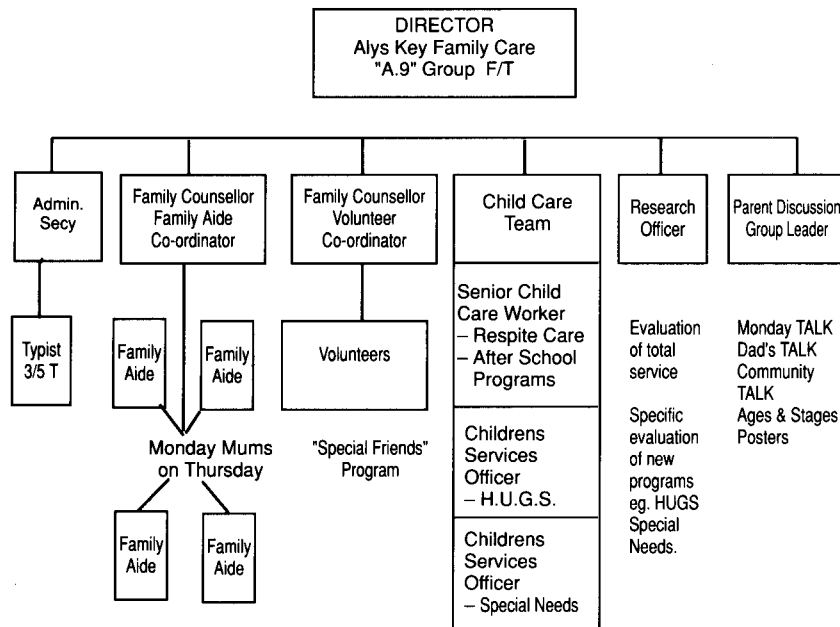 DIRECTOR
Alys Key Family Care
"A.9" Group F/T
Admin.
Secy
Family Counsellor
Family Aide
Co-ordinator
Family Counsellor
Volunteer
Co-ordinator
Child Care
Team
Research
Officer
Parent Discussion
Group Leader
Typist
3/5 T
Family
Aide
Family
Aide
Monday Mums
on Thursday
Family
Aide
Family
Aide
Volunteers
"Special Friends"
Program
Senior Child
Care Worker
– Respite Care
– After School
Programs
Childrens
Services
Officer
– H.U.G.S.
Childrens
Services
Officer
– Special Needs
Evaluation
of total
service
Specific
evaluation
of new
programs
eg. HUGS
Special
Needs.
Monday TALK
Dad's TALK
Community
TALK
Ages & Stages
Posters